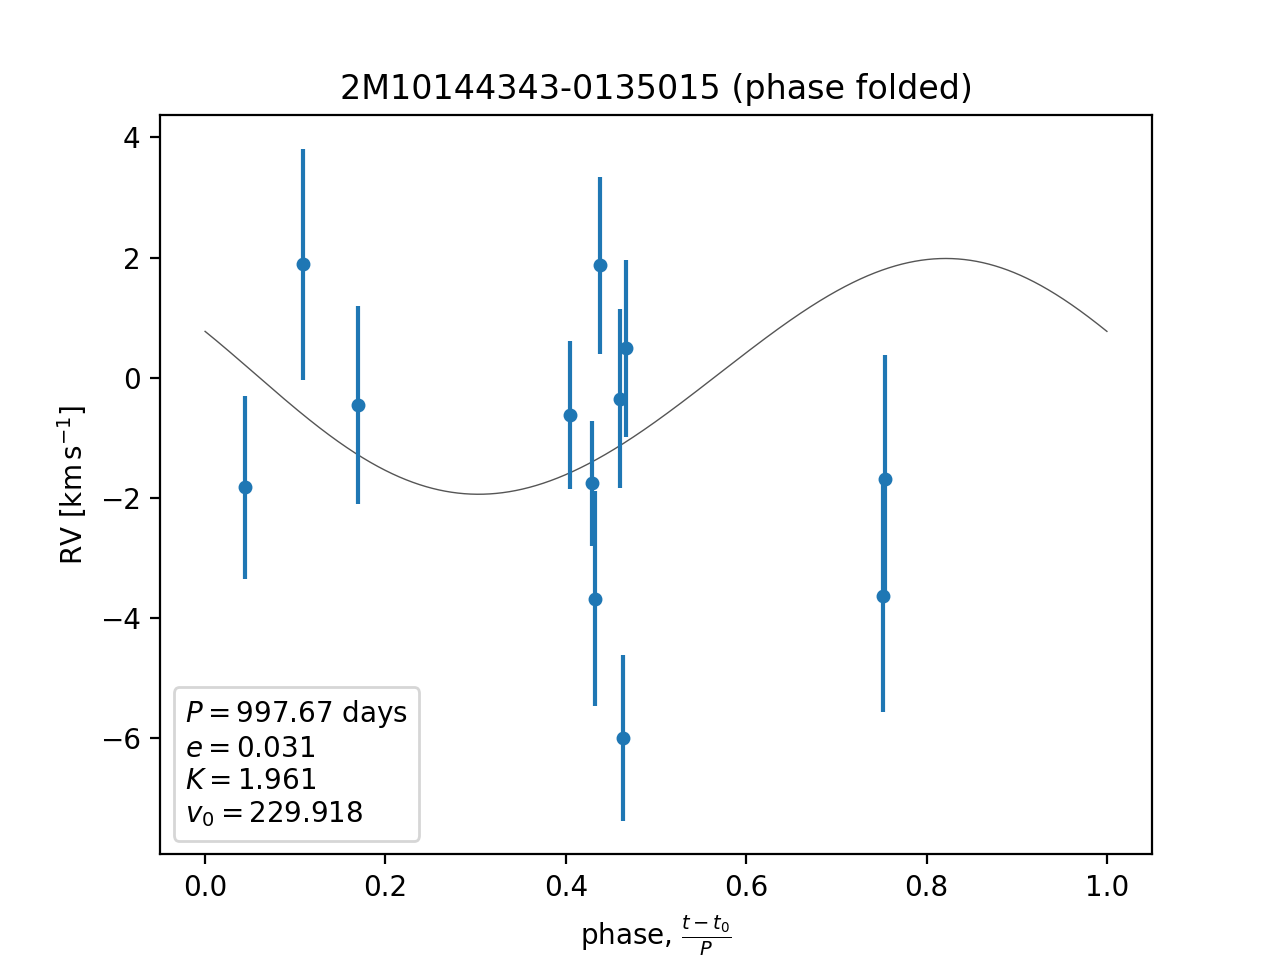 2M10144343-0135015 (phase folded)
RV [km s⁻¹]
4
2
0
−2
−4
−6
P = 997.67 days
e = 0.031
K = 1.961
v₀ = 229.918
0.0 0.2 0.4 0.6 0.8 1.0
phase, (t − t₀)/P